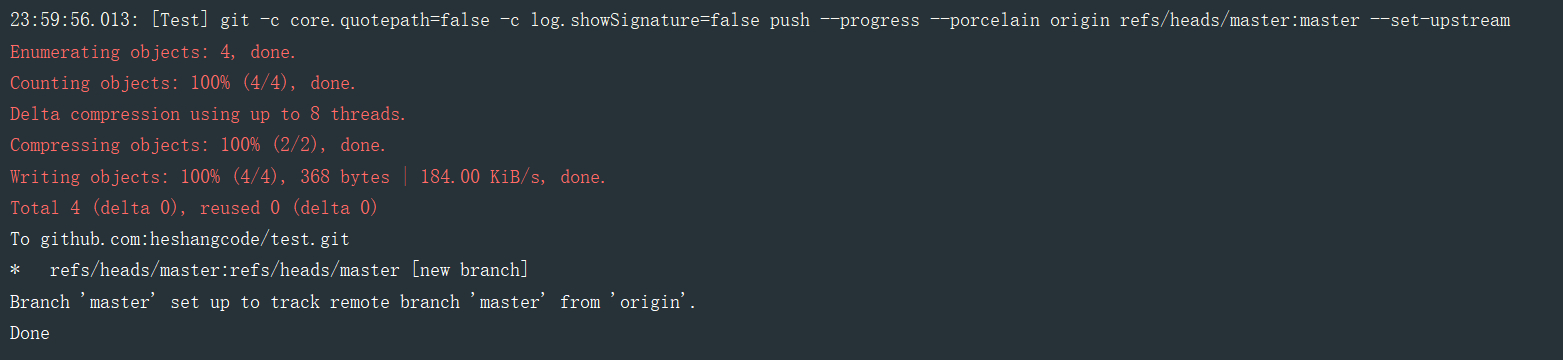 23:59:56.013: [Test] git -c core.quotepath=false -c log.showSignature=false push --progress --porcelain origin refs/heads/master:master --set-upstream
Enumerating objects: 4, done.
Counting objects: 100% (4/4), done.
Delta compression using up to 8 threads.
Compressing objects: 100% (2/2), done.
Writing objects: 100% (4/4), 368 bytes | 184.00 KiB/s, done.
Total 4 (delta 0), reused 0 (delta 0)
To github.com:heshangcode/test.git
*   refs/heads/master:refs/heads/master [new branch]
Branch 'master' set up to track remote branch 'master' from 'origin'.
Done